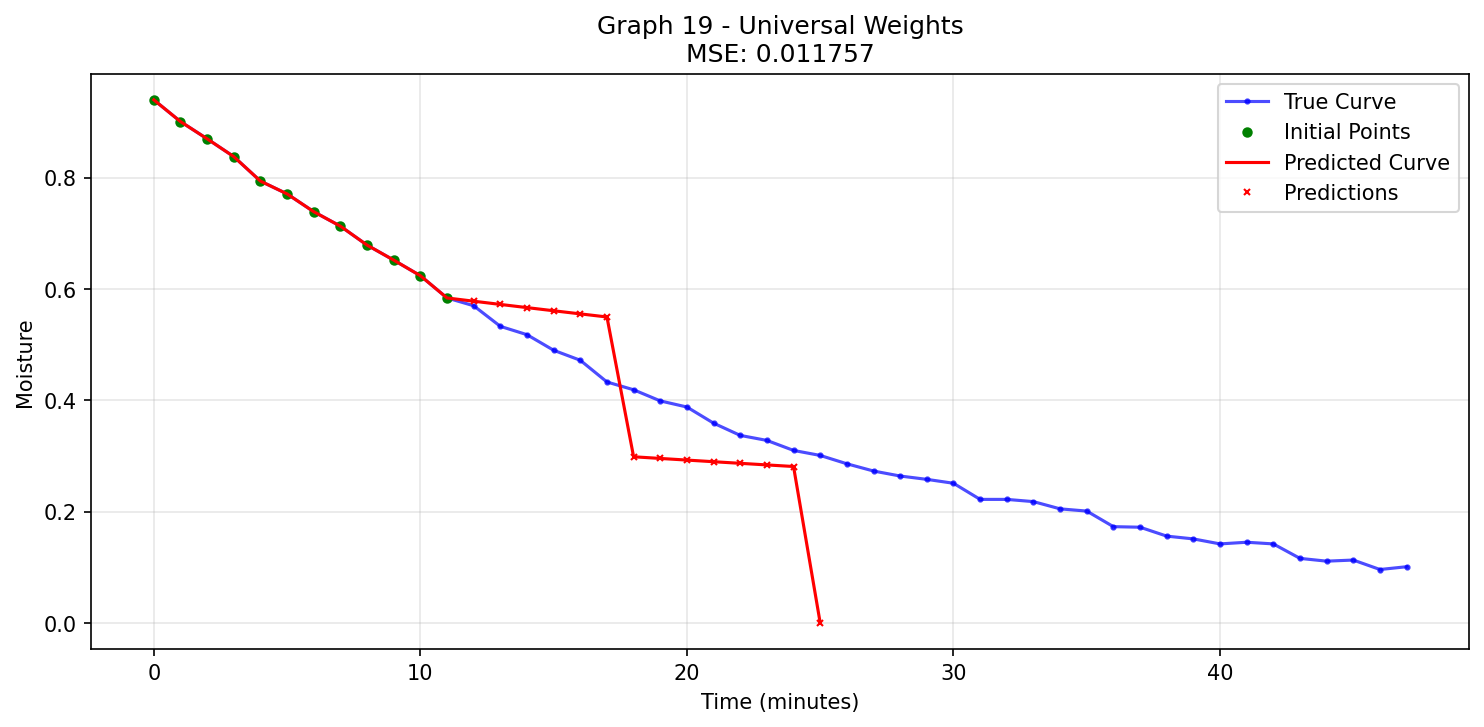 Graph 19 - Universal Weights
MSE: 0.011757
True Curve
Initial Points
Predicted Curve
Predictions
Moisture
0.8
0.6
0.4
0.2
0.0
0 10 20 30 40
Time (minutes)